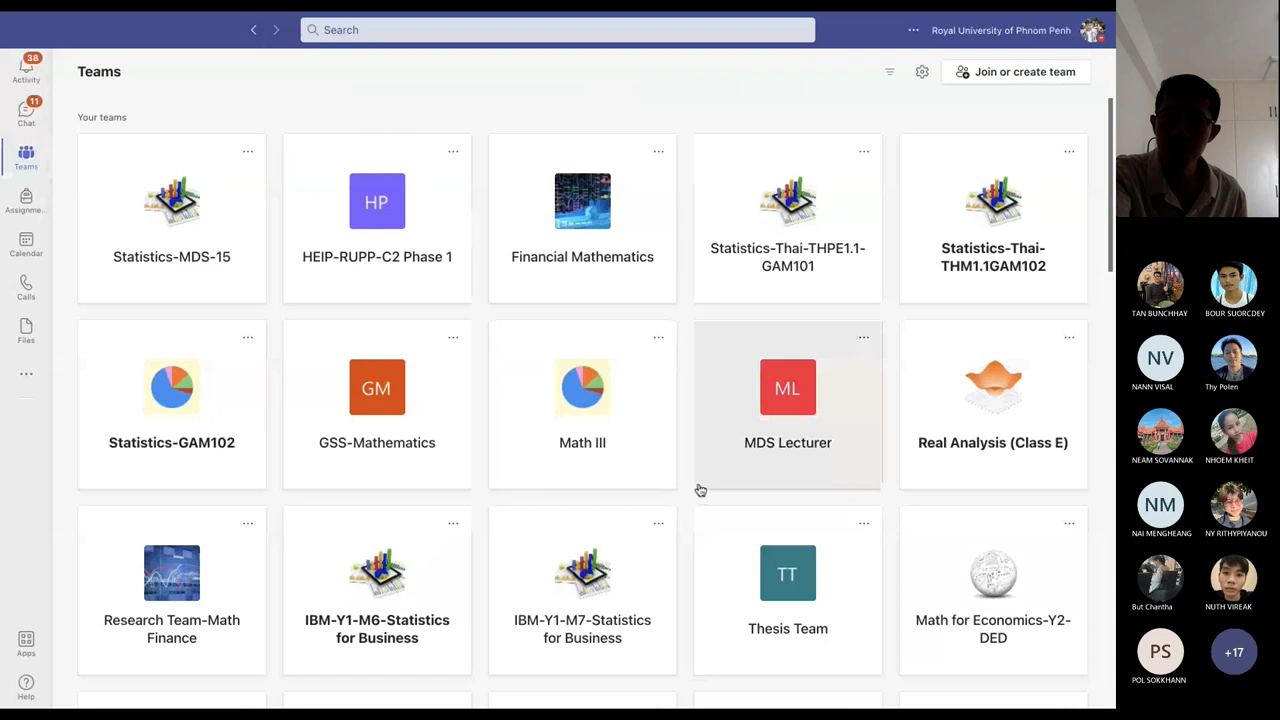 Search
Royal University of Phnom Penh
38
Activity
11
Chat
Teams
Assignme...
Calendar
Calls
Files
Apps
Help
Teams
Join or create team
Your teams
Statistics-MDS-15
HP
HEIP-RUPP-C2 Phase 1
Financial Mathematics
Statistics-Thai-THPE1.1-
GAM101
Statistics-Thai-
THM1.1GAM102
Statistics-GAM102
GM
GSS-Mathematics
Math III
ML
MDS Lecturer
Real Analysis (Class E)
Research Team-Math
Finance
IBM-Y1-M6-Statistics
for Business
IBM-Y1-M7-Statistics
for Business
TT
Thesis Team
Math for Economics-Y2-
DED
TAN BUNCHHAY
BOUR SUORCDEY
NV
NANN VISAL
Thy Polen
NEAM SOVANNAK
NHOEM KHEIT
NM
NAI MENGHEANG
NY RITHYPIYANOU
But Chantha
NUTH VIREAK
PS
POL SOKKHANN
+17